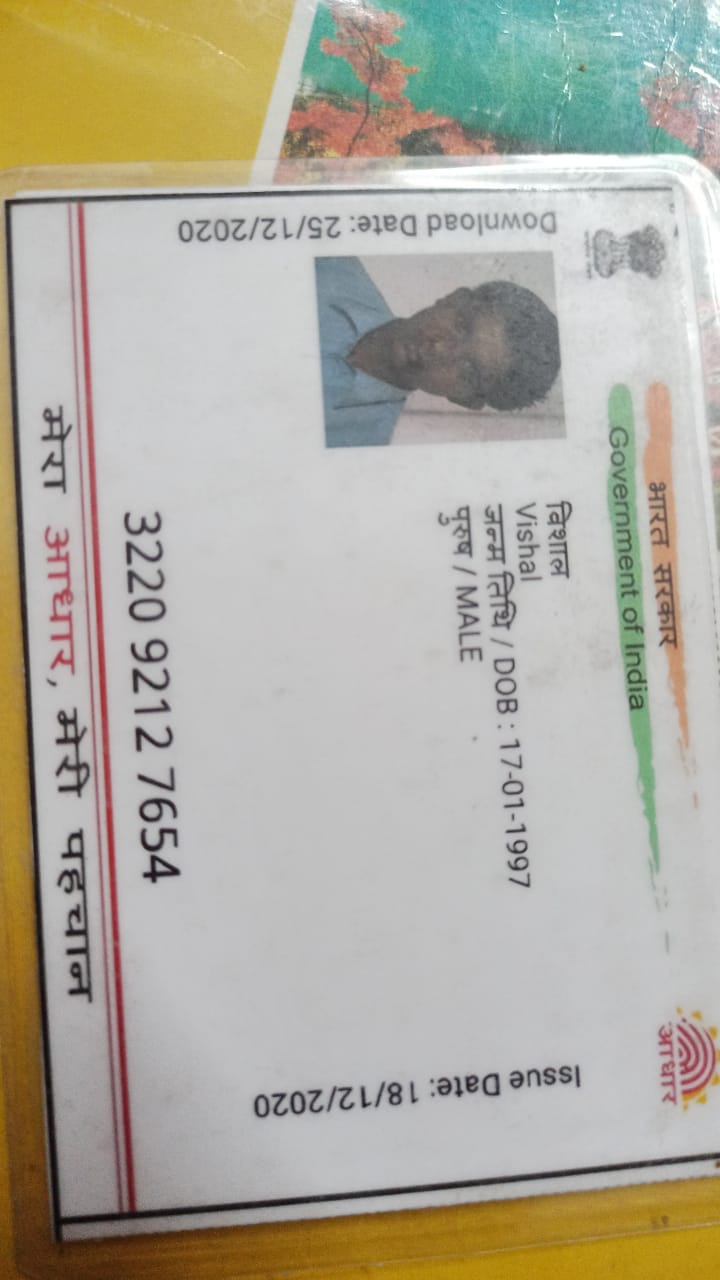 भारत सरकार
Government of India
आधार
Download Date: 25/12/2020
विशाल
Vishal
जन्म तिथि / DOB : 17-01-1997
पुरुष / MALE
Issue Date: 18/12/2020
3220 9212 7654
मेरा आधार, मेरी पहचान